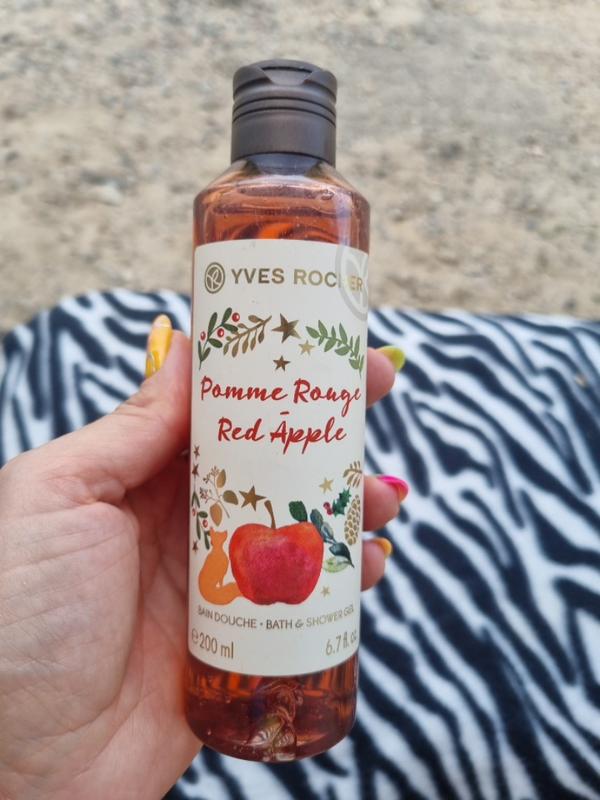 YVES ROCHER
Pomme Rouge
-
Red Apple
BAIN DOUCHE • BATH & SHOWER GEL
℮ 200 ml 6.7 fl. oz